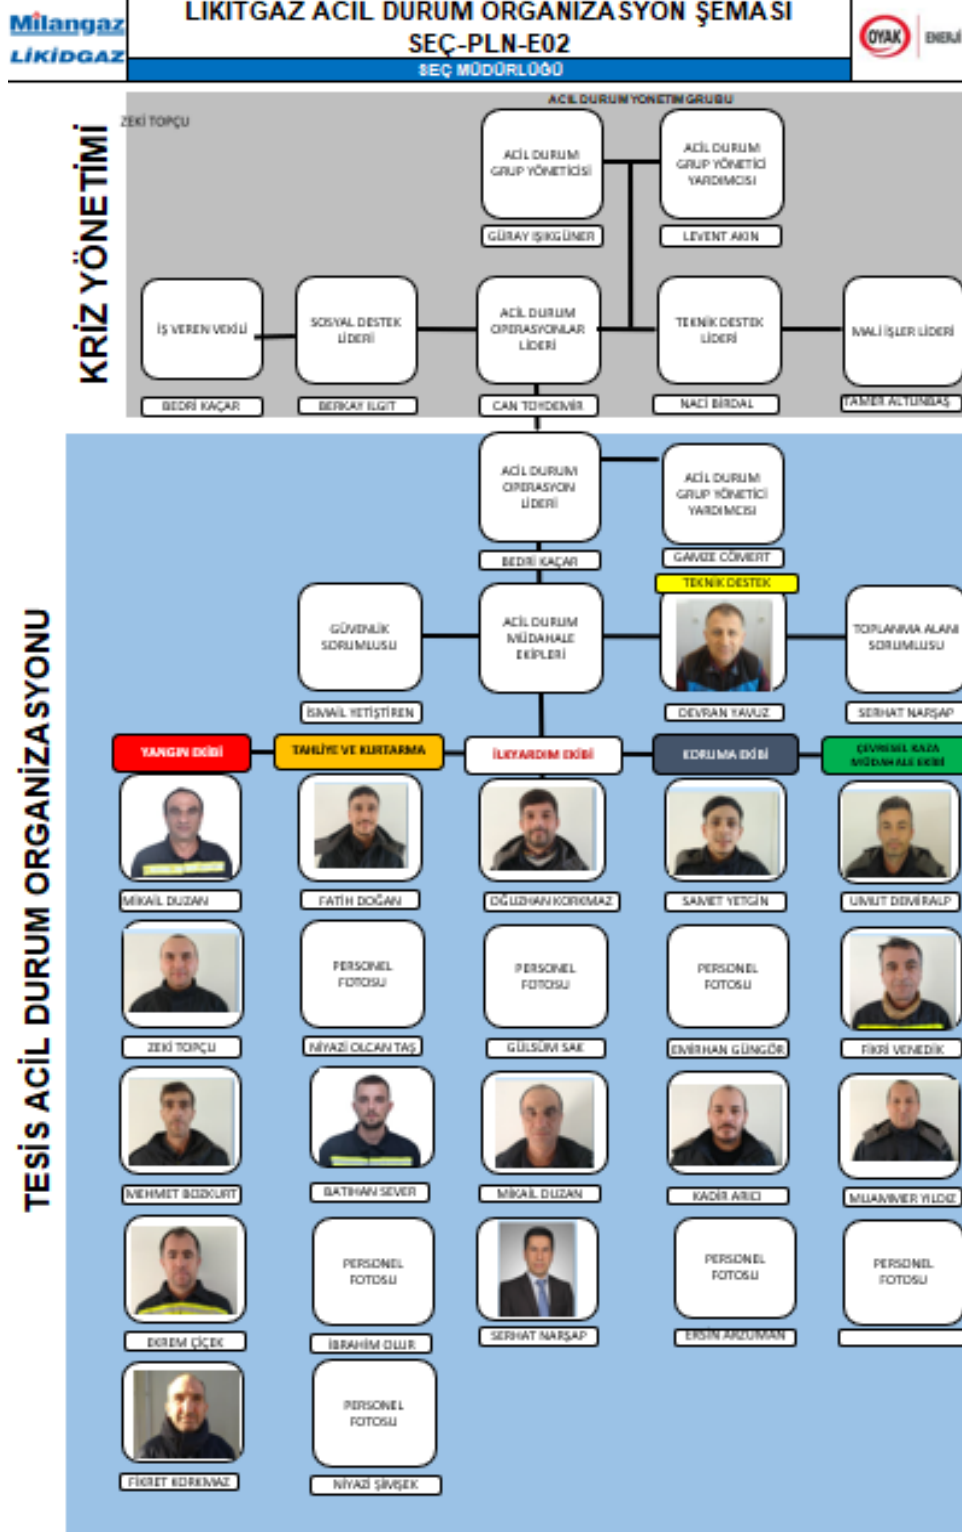 Milangaz
LİKİDGAZ
LİKİTGAZ ACİL DURUM ORGANİZASYON ŞEMASI
SEÇ-PLN-E02
SEÇ MÜDÜRLÜĞÜ
OYAK
ENERJİ
KRİZ YÖNETİMİ
ZEKİ TOPÇU
ACİL DURUM YÖNETİM GRUBU
ACİL DURUM
GRUP YÖNETİCİSİ
ACİL DURUM
GRUP YÖNETİCİ
YARDIMCISI
GÜRAY IŞIKGÜNER
LEVENT AKIN
İŞ VEREN VEKİLİ
SOSYAL DESTEK
LİDERİ
ACİL DURUM
OPERASYONLAR
LİDERİ
TEKNİK DESTEK
LİDERİ
MALİ İŞLER LİDERİ
BEDRİ KAÇAR
BERKAY ILGIT
CAN TOYDEMİR
NACİ BİRDAL
TAMER ALTUNBAŞ
TESİS ACİL DURUM ORGANİZASYONU
ACİL DURUM
OPERASYON
LİDERİ
ACİL DURUM
GRUP YÖNETİCİ
YARDIMCISI
BEDRİ KAÇAR
GAMZE CÖMERT
TEKNİK DESTEK
GÜVENLİK
SORUMLUSU
ACİL DURUM
MÜDAHALE
EKİPLERİ
TOPLANMA ALANI
SORUMLUSU
İSMAİL YETİŞTİREN
DEVRAN YAVUZ
SERHAT NARŞAP
YANGIN EKİBİ
TAHLİYE VE KURTARMA
İLKYARDIM EKİBİ
KORUMA EKİBİ
ÇEVRESEL KAZA
MÜDAHALE EKİBİ
MİKAİL DUZAN
FATİH DOĞAN
OĞUZHAN KORKMAZ
SAMET YETGİN
UMUT DEMİRALP
PERSONEL
FOTOSU
PERSONEL
FOTOSU
PERSONEL
FOTOSU
ZEKİ TOPÇU
NİYAZİ OLCAN TAŞ
GÜLSÜM SAK
EMİRHAN GÜNGÖR
FİKRİ VENEDİK
MEHMET BOZKURT
BATIHAN SEVER
MİKAİL DUZAN
KADİR ARICI
MUAMMER YILDIZ
PERSONEL
FOTOSU
PERSONEL
FOTOSU
PERSONEL
FOTOSU
EKREM ÇİÇEK
İBRAHİM OLUR
SERHAT NARŞAP
ERSİN ARZUMAN
PERSONEL
FOTOSU
FİKRET KORKMAZ
NİYAZİ ŞİMŞEK